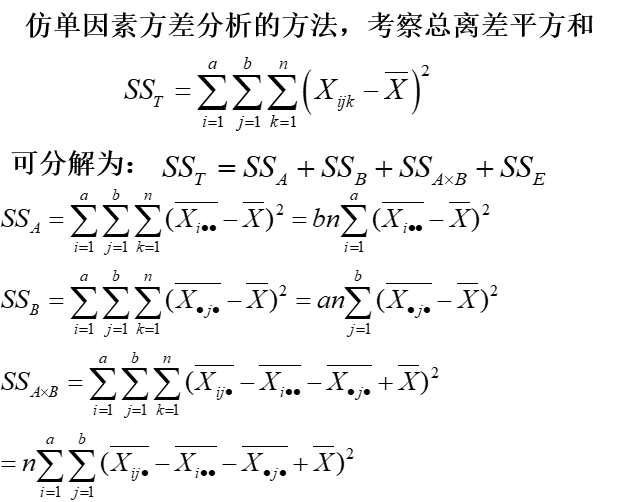 仿单因素方差分析的方法，考察总离差平方和
$SS_T = \sum_{i=1}^{a}\sum_{j=1}^{b}\sum_{k=1}^{n}\left(X_{ijk} - \overline{X}\right)^2$
可分解为： $SS_T = SS_A + SS_B + SS_{A×B} + SS_E$
$SS_A = \sum_{i=1}^{a}\sum_{j=1}^{b}\sum_{k=1}^{n}(\overline{X_{i••}} - \overline{X})^2 = bn\sum_{i=1}^{a}(\overline{X_{i••}} - \overline{X})^2$
$SS_B = \sum_{i=1}^{a}\sum_{j=1}^{b}\sum_{k=1}^{n}(\overline{X_{•j•}} - \overline{X})^2 = an\sum_{j=1}^{b}(\overline{X_{•j•}} - \overline{X})^2$
$SS_{A×B} = \sum_{i=1}^{a}\sum_{j=1}^{b}\sum_{k=1}^{n}(\overline{X_{ij•}} - \overline{X_{i••}} - \overline{X_{•j•}} + \overline{X})^2$
$= n\sum_{i=1}^{a}\sum_{j=1}^{b}(\overline{X_{ij•}} - \overline{X_{i••}} - \overline{X_{•j•}} + \overline{X})^2$